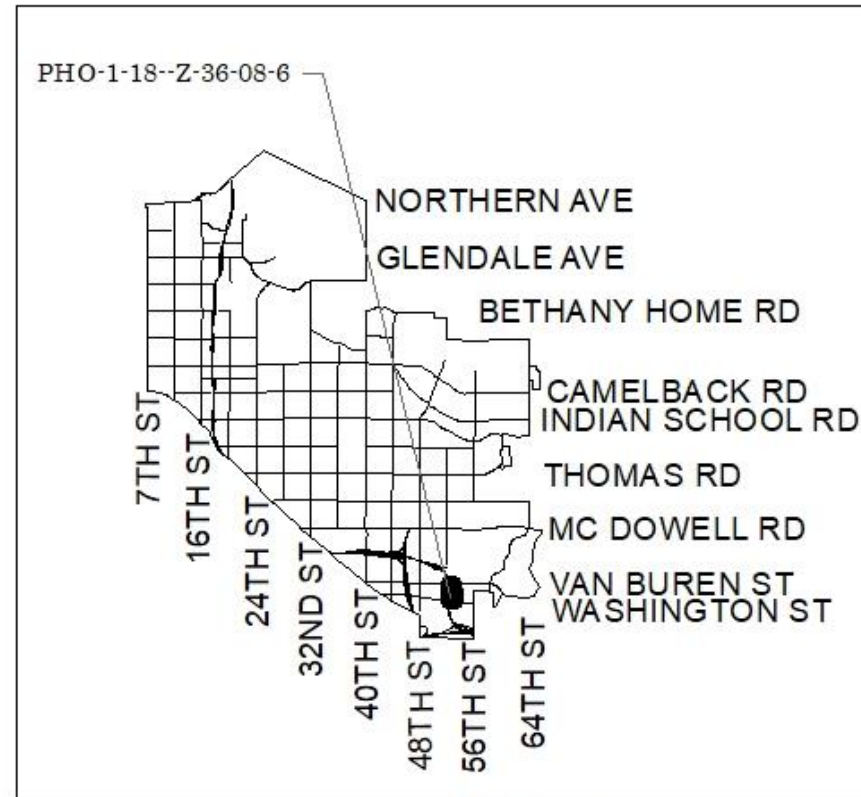 PHO-1-18--Z-36-08-6
NORTHERN AVE
GLENDALE AVE
BETHANY HOME RD
CAMELBACK RD
INDIAN SCHOOL RD
THOMAS RD
MC DOWELL RD
VAN BUREN ST
WASHINGTON ST
7TH ST
16TH ST
24TH ST
32ND ST
40TH ST
48TH ST
56TH ST
64TH ST